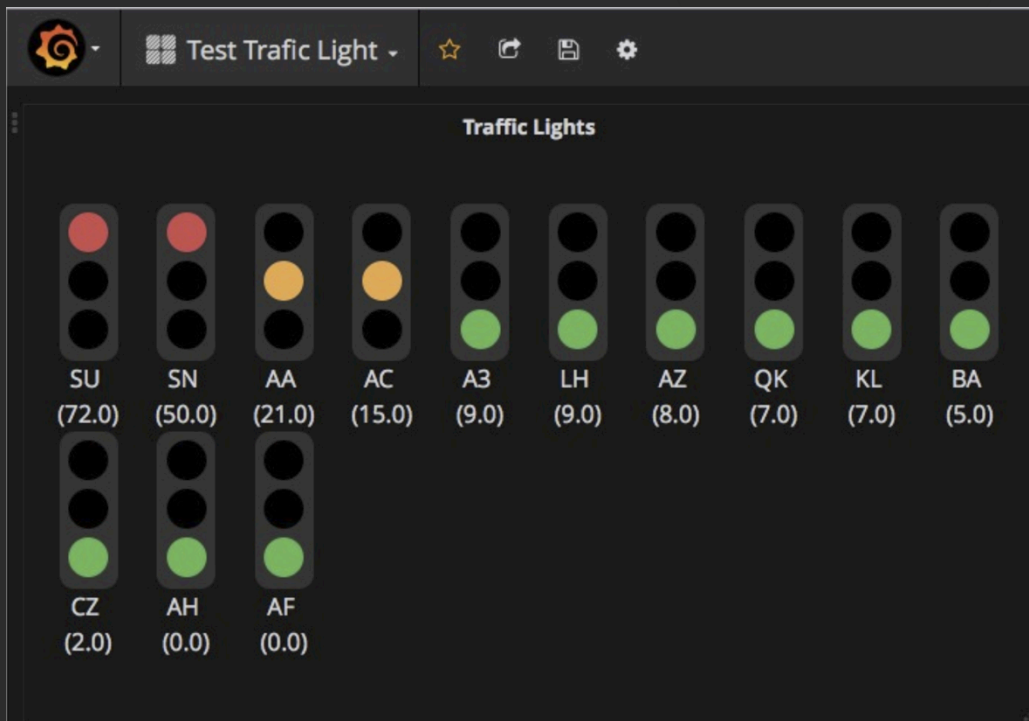 Test Trafic Light
Traffic Lights
SU SN AA AC A3 LH AZ QK KL BA
(72.0) (50.0) (21.0) (15.0) (9.0) (9.0) (8.0) (7.0) (7.0) (5.0)
CZ AH AF
(2.0) (0.0) (0.0)